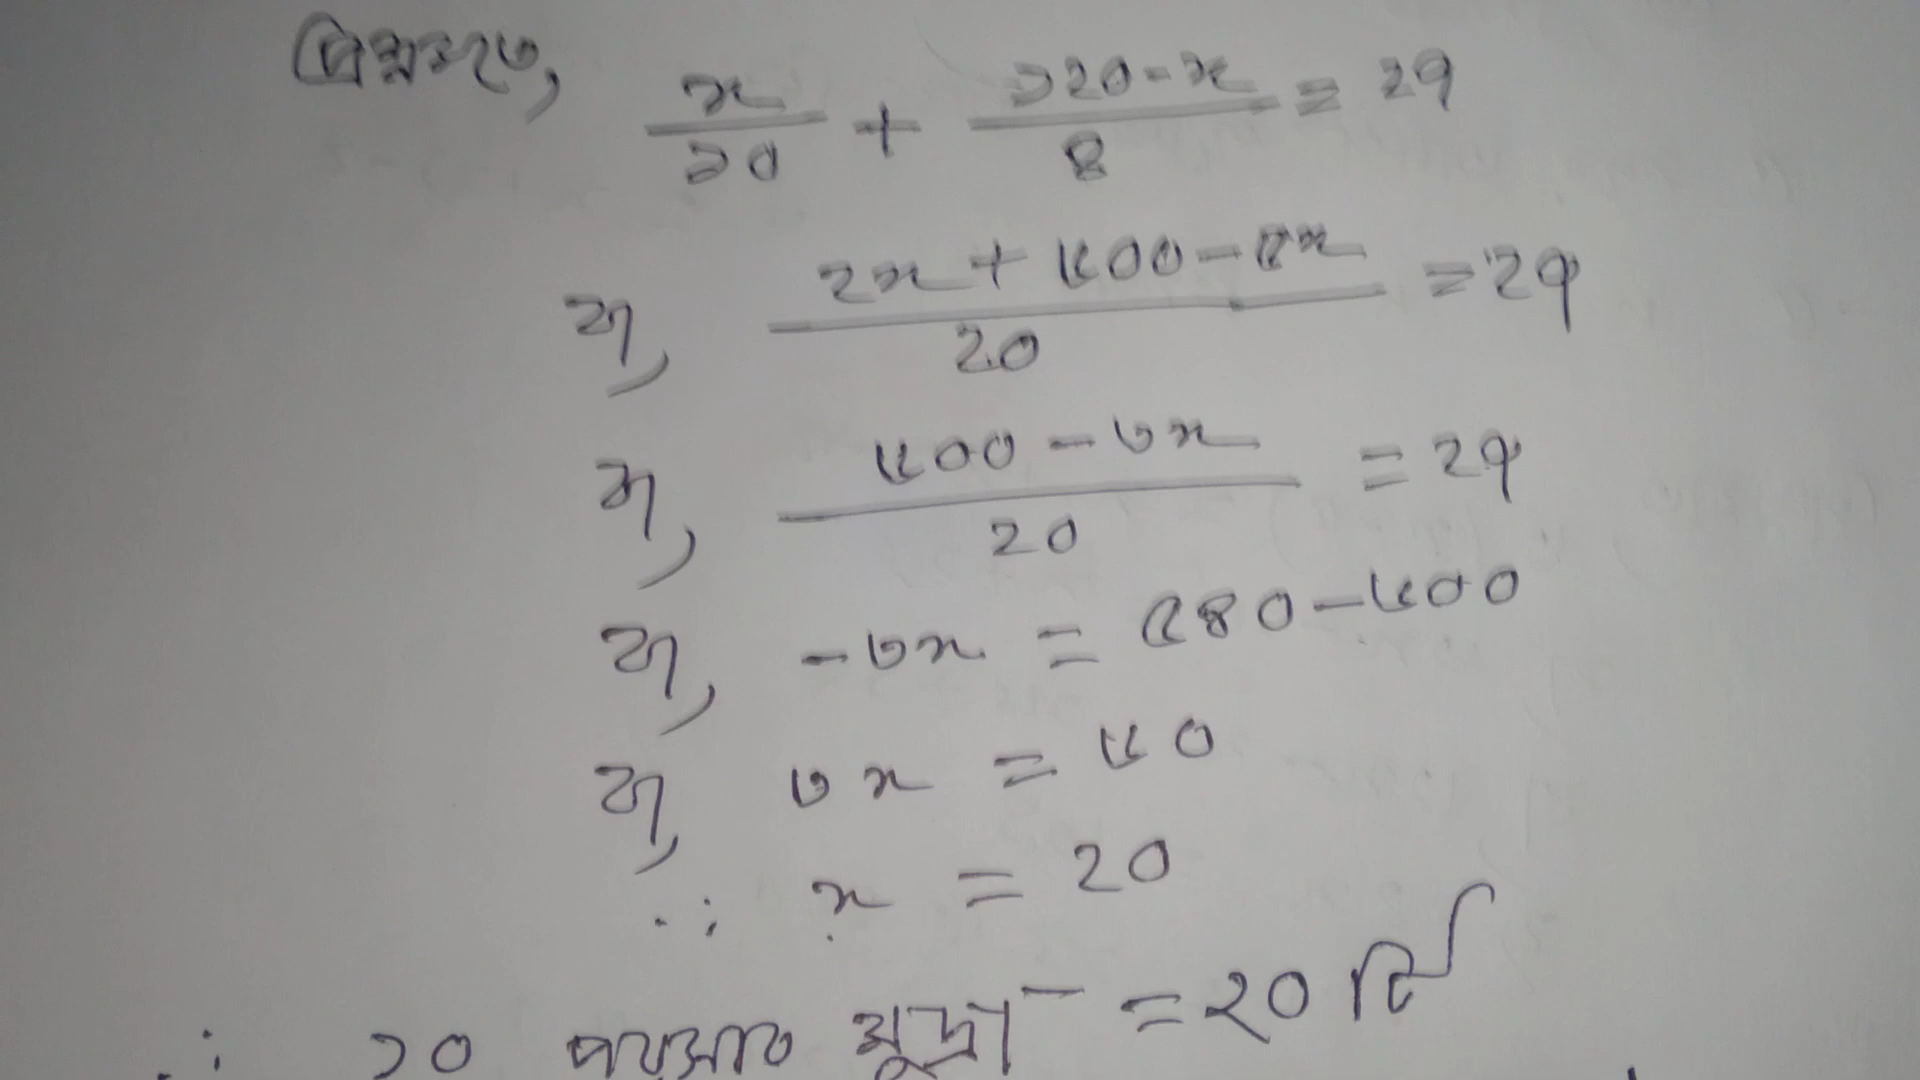 প্রশ্নমতে, x/১০ + (১২০-x)/৪ = ২৭
বা, (২x + ৬০০ - ৫x)/২০ = ২৭
বা, (৬০০ - ৩x)/২০ = ২৭
বা, -৩x = ৫৪০ - ৬০০
বা, ৩x = ৬০
∴ x = ২০
∴ ১০ পয়সার মুদ্রা = ২০ টি